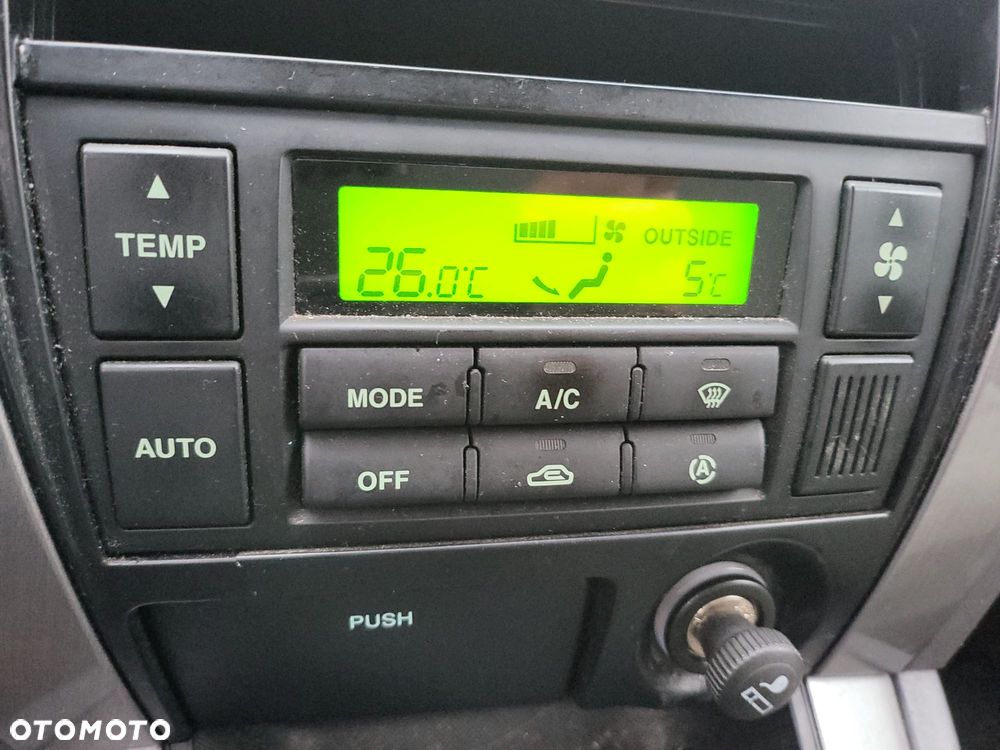 TEMP
OUTSIDE
26.0°C
5°C
MODE
A/C
AUTO
OFF
A
PUSH
OTOMOTO